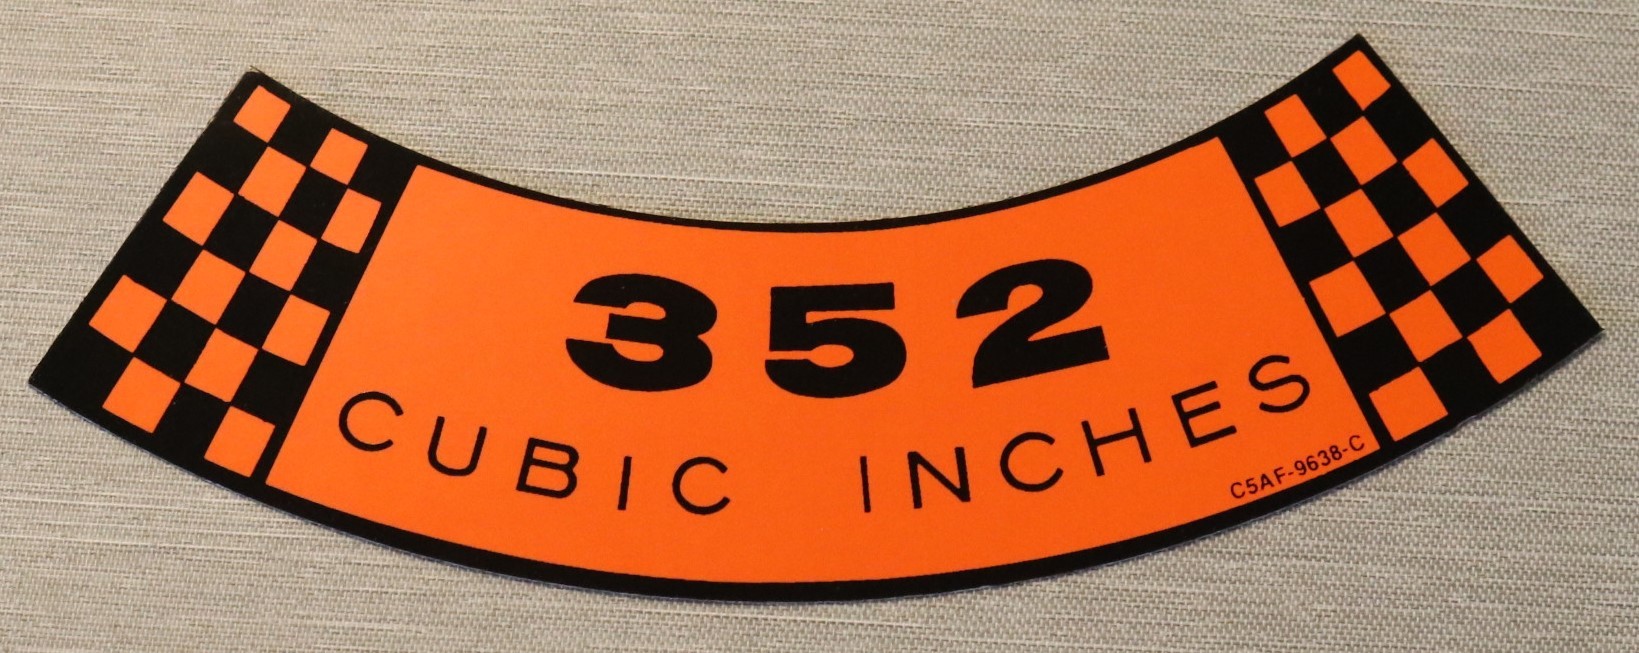 352
CUBIC INCHES
C5AF-9638-C